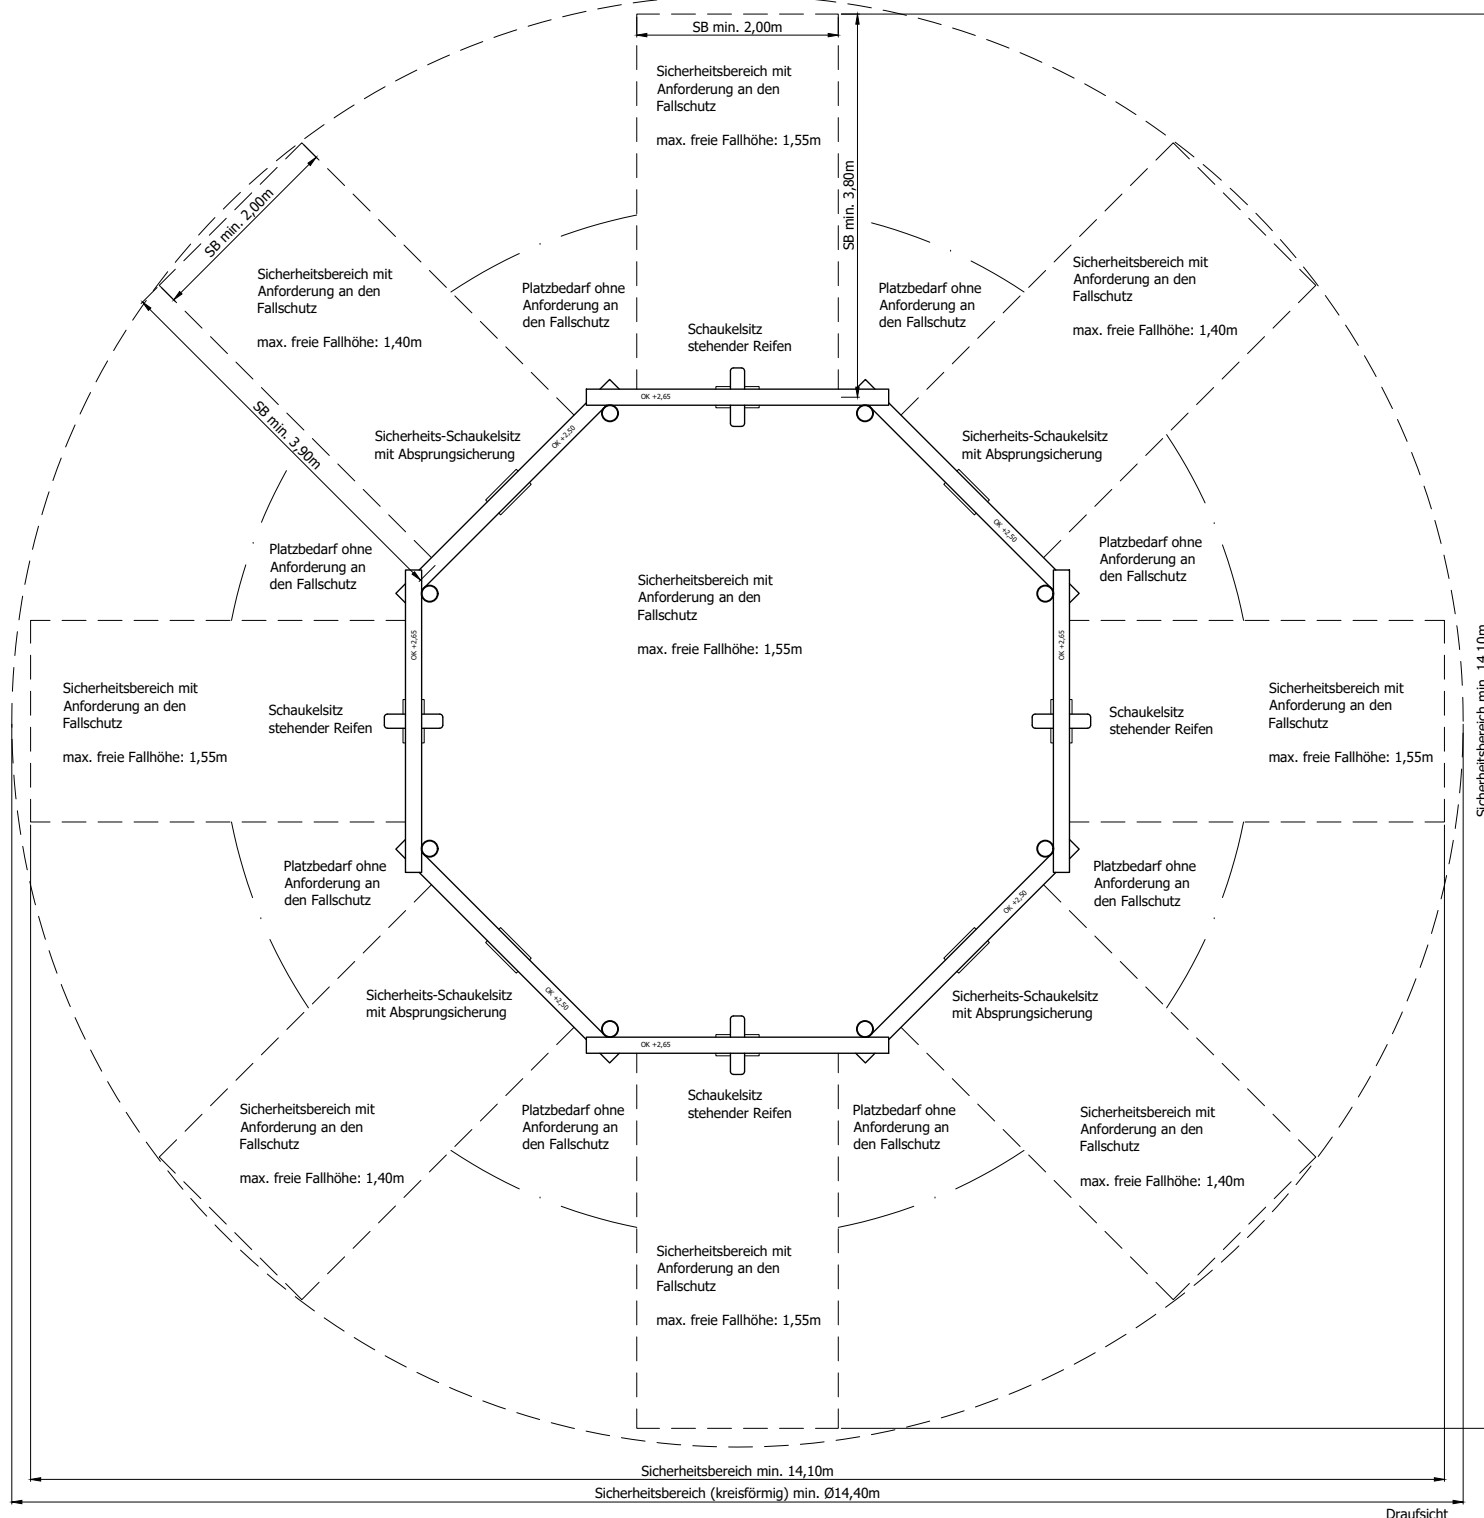 SB min. 2,00m
Sicherheitsbereich mit
Anforderung an den
Fallschutz
max. freie Fallhöhe: 1,55m
SB min. 3,80m
SB min. 2,00m
Sicherheitsbereich mit
Anforderung an den
Fallschutz
max. freie Fallhöhe: 1,40m
Platzbedarf ohne
Anforderung an
den Fallschutz
Platzbedarf ohne
Anforderung an
den Fallschutz
Sicherheitsbereich mit
Anforderung an den
Fallschutz
max. freie Fallhöhe: 1,40m
Schaukelsitz
stehender Reifen
OK +2,65
SB min. 3,90m
Sicherheits-Schaukelsitz
mit Absprungsicherung
OK +2,50
Sicherheits-Schaukelsitz
mit Absprungsicherung
OK +2,50
Platzbedarf ohne
Anforderung an
den Fallschutz
Sicherheitsbereich mit
Anforderung an den
Fallschutz
max. freie Fallhöhe: 1,55m
Platzbedarf ohne
Anforderung an
den Fallschutz
OK +2,65
OK +2,65
Sicherheitsbereich mit
Anforderung an den
Fallschutz
max. freie Fallhöhe: 1,55m
Schaukelsitz
stehender Reifen
Schaukelsitz
stehender Reifen
Sicherheitsbereich mit
Anforderung an den
Fallschutz
max. freie Fallhöhe: 1,55m
Sicherheitsbereich min. 14,10m
Platzbedarf ohne
Anforderung an
den Fallschutz
Platzbedarf ohne
Anforderung an
den Fallschutz
OK +2,50
Sicherheits-Schaukelsitz
mit Absprungsicherung
OK +2,50
Sicherheits-Schaukelsitz
mit Absprungsicherung
OK +2,65
Schaukelsitz
stehender Reifen
Sicherheitsbereich mit
Anforderung an den
Fallschutz
max. freie Fallhöhe: 1,40m
Platzbedarf ohne
Anforderung an
den Fallschutz
Platzbedarf ohne
Anforderung an
den Fallschutz
Sicherheitsbereich mit
Anforderung an den
Fallschutz
max. freie Fallhöhe: 1,40m
Sicherheitsbereich mit
Anforderung an den
Fallschutz
max. freie Fallhöhe: 1,55m
Sicherheitsbereich min. 14,10m
Sicherheitsbereich (kreisförmig) min. Ø14,40m
Draufsicht